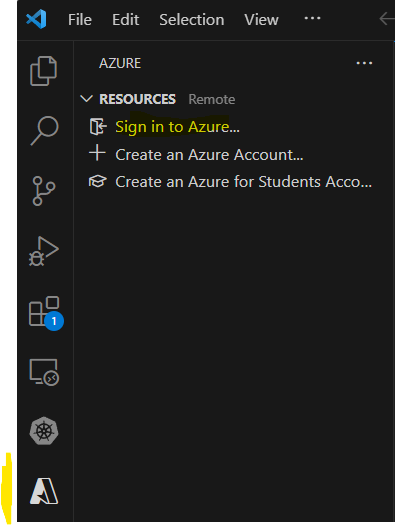 File Edit Selection View ...
AZURE ...
RESOURCES Remote
Sign in to Azure...
Create an Azure Account...
Create an Azure for Students Acco...
1